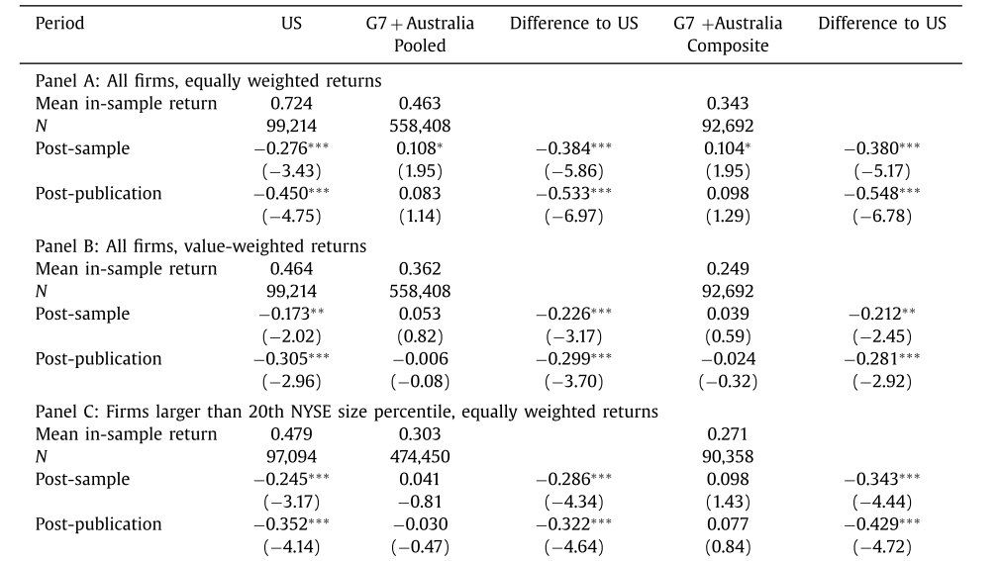 Period US G7 + Australia Difference to US G7 +Australia Difference to US
Pooled Composite
Panel A: All firms, equally weighted returns
Mean in-sample return 0.724 0.463 0.343
N 99,214 558,408 92,692
Post-sample −0.276*** 0.108* −0.384*** 0.104* −0.380***
(−3.43) (1.95) (−5.86) (1.95) (−5.17)
Post-publication −0.450*** 0.083 −0.533*** 0.098 −0.548***
(−4.75) (1.14) (−6.97) (1.29) (−6.78)
Panel B: All firms, value-weighted returns
Mean in-sample return 0.464 0.362 0.249
N 99,214 558,408 92,692
Post-sample −0.173** 0.053 −0.226*** 0.039 −0.212**
(−2.02) (0.82) (−3.17) (0.59) (−2.45)
Post-publication −0.305*** −0.006 −0.299*** −0.024 −0.281***
(−2.96) (−0.08) (−3.70) (−0.32) (−2.92)
Panel C: Firms larger than 20th NYSE size percentile, equally weighted returns
Mean in-sample return 0.479 0.303 0.271
N 97,094 474,450 90,358
Post-sample −0.245*** 0.041 −0.286*** 0.098 −0.343***
(−3.17) −0.81 (−4.34) (1.43) (−4.44)
Post-publication −0.352*** −0.030 −0.322*** 0.077 −0.429***
(−4.14) (−0.47) (−4.64) (0.84) (−4.72)